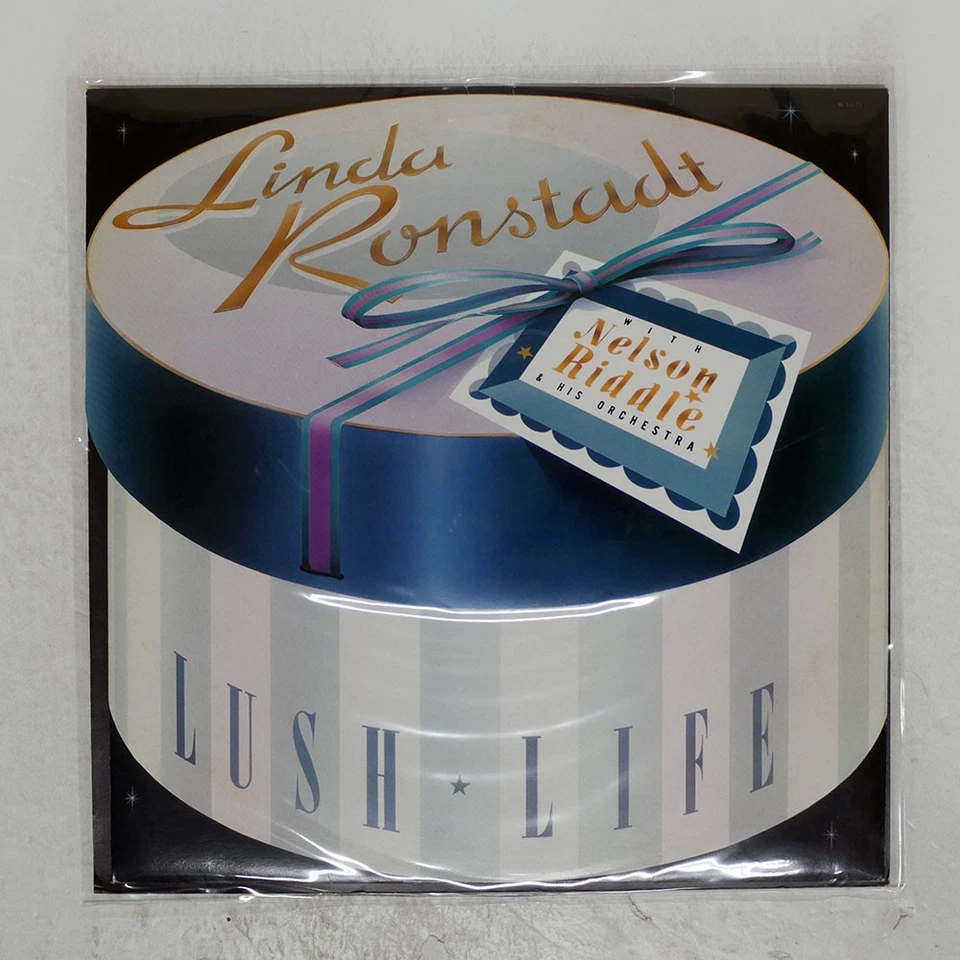 Linda
Ronstadt
WITH
Nelson
Riddle
& HIS ORCHESTRA
LUSH ★ LIFE